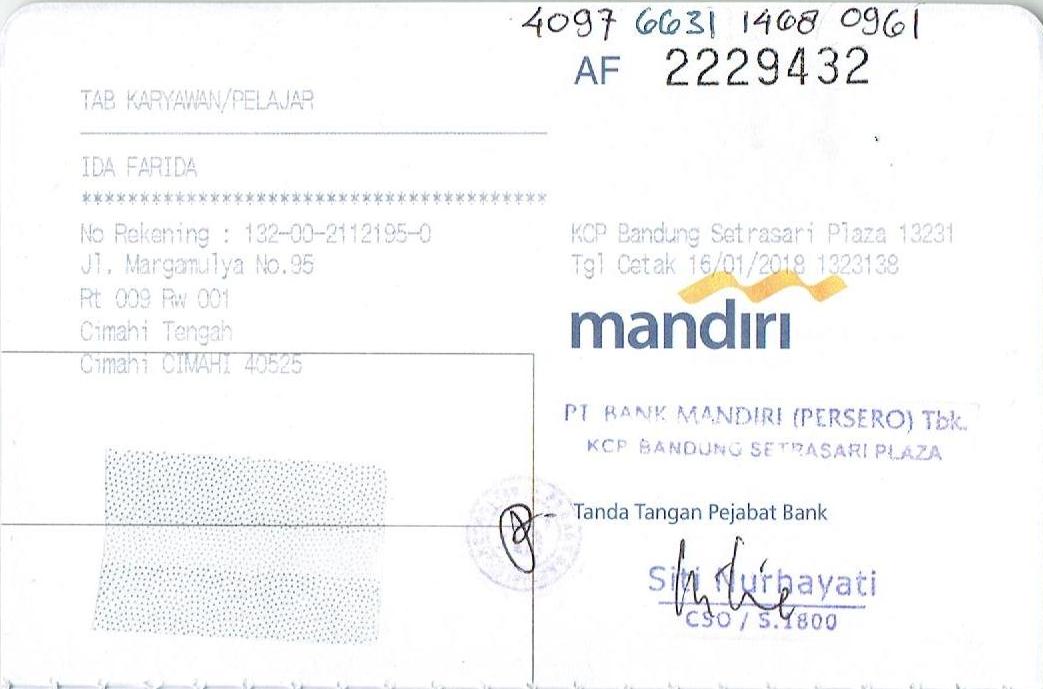 4097 6631 1468 0961
AF 2229432
TAB KARYAWAN/PELAJAR
IDA FARIDA
****************************************
No Rekening : 132-00-2112195-0
Jl. Margamulya No.95
Rt 009 Rw 001
Cimahi Tengah
Cimahi CIMAHI 40525
KCP Bandung Setrasari Plaza 13231
Tgl Cetak 16/01/2018 1323138
mandiri
PT BANK MANDIRI (PERSERO) Tbk.
KCP BANDUNG SETRASARI PLAZA
Tanda Tangan Pejabat Bank
Siti Nurhayati
CSO / S.1800